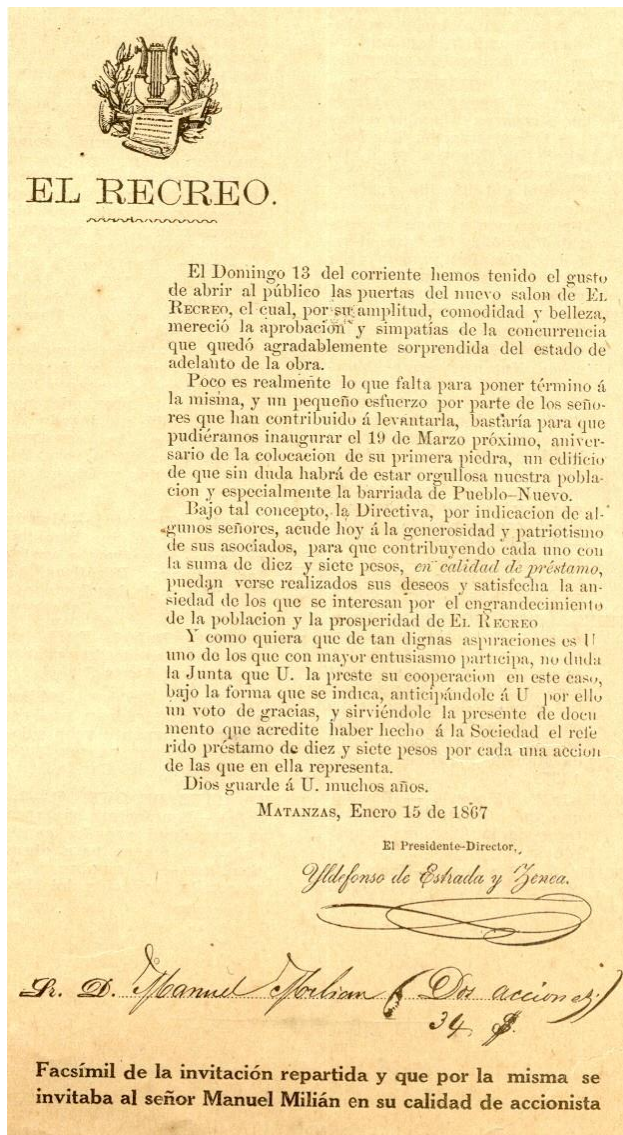 EL RECREO.
El Domingo 13 del corriente hemos tenido el gusto
de abrir al público las puertas del nuevo salon de EL
RECREO, el cual, por su amplitud, comodidad y belleza,
mereció la aprobacion y simpatías de la concurrencia
que quedó agradablemente sorprendida del estado de
adelanto de la obra.
Poco es realmente lo que falta para poner término á
la misma, y un pequeño esfuerzo por parte de los seño-
res que han contribuido á levantarla, bastaría para que
pudiéramos inaugurar el 19 de Marzo próximo, aniver-
sario de la colocacion de su primera piedra, un edificio
de que sin duda habrá de estar orgullosa nuestra pobla-
cion y especialmente la barriada de Pueblo-Nuevo.
Bajo tal concepto, la Directiva, por indicacion de al-
gunos señores, acude hoy á la generosidad y patriotismo
de sus asociados, para que contribuyendo cada uno con
la suma de diez y siete pesos, en calidad de préstamo,
puedan verse realizados sus deseos y satisfecha la an-
siedad de los que se interesan por el engrandecimiento
de la poblacion y la prosperidad de EL RECREO
Y como quiera que de tan dignas aspiraciones es U
uno de los que con mayor entusiasmo participa, no duda
la Junta que U. la preste su cooperacion en este caso,
bajo la forma que se indica, anticipándole á U por ello
un voto de gracias, y sirviéndole la presente de docu
mento que acredite haber hecho á la Sociedad el refe
rido préstamo de diez y siete pesos por cada una accion
de las que en ella representa.
Dios guarde á U. muchos años.
MATANZAS, Enero 15 de 1867
El Presidente-Director,
Yldefonso de Estrada y Zenea.
Sr. D. Manuel Milian (Dos acciones)
34 $.
Facsímil de la invitación repartida y que por la misma se
invitaba al señor Manuel Milián en su calidad de accionista